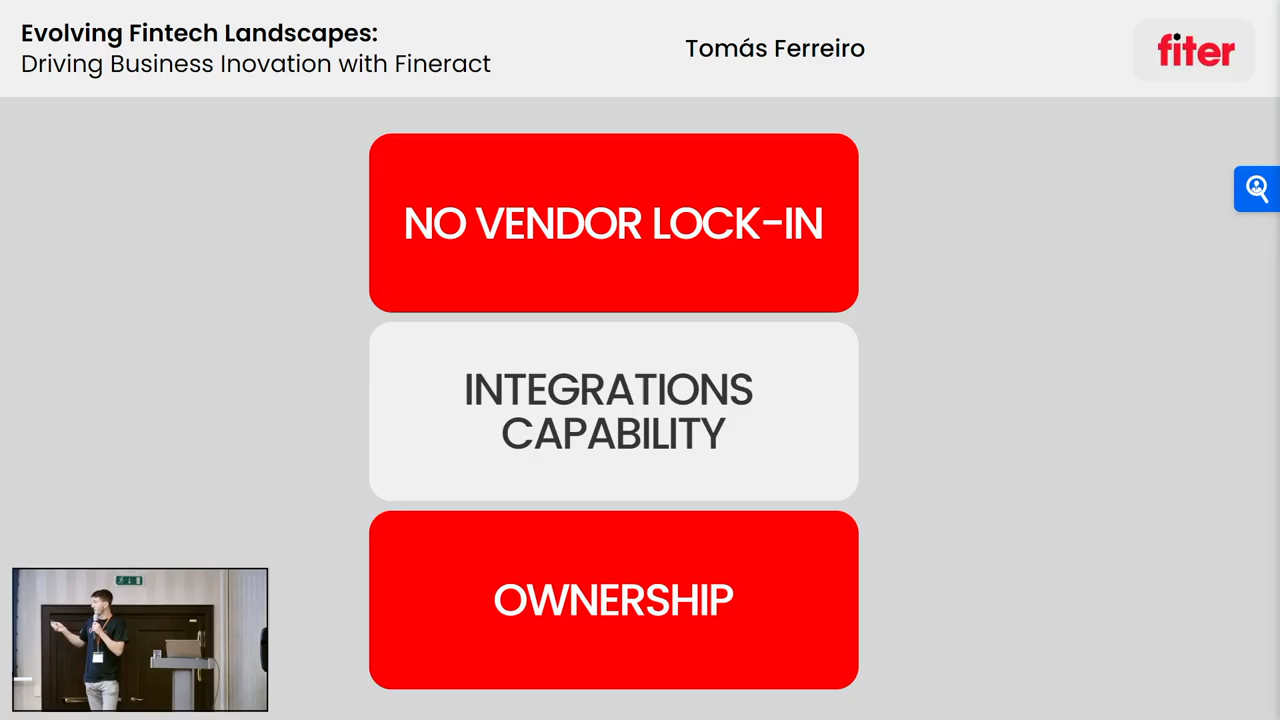 Evolving Fintech Landscapes:
Driving Business Inovation with Fineract
Tomás Ferreiro
fiter
NO VENDOR LOCK-IN
INTEGRATIONS
CAPABILITY
OWNERSHIP